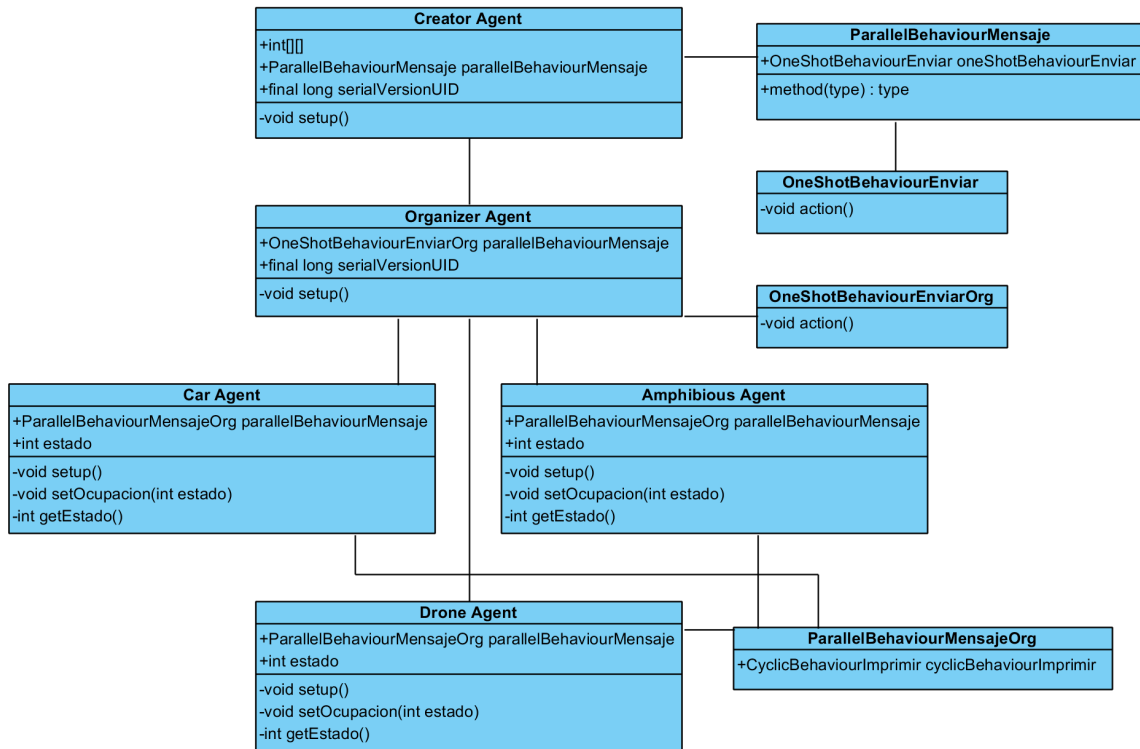 Creator Agent
+int[][]
+ParallelBehaviourMensaje parallelBehaviourMensaje
+final long serialVersionUID
-void setup()
ParallelBehaviourMensaje
+OneShotBehaviourEnviar oneShotBehaviourEnviar
+method(type) : type
OneShotBehaviourEnviar
-void action()
Organizer Agent
+OneShotBehaviourEnviarOrg parallelBehaviourMensaje
+final long serialVersionUID
-void setup()
OneShotBehaviourEnviarOrg
-void action()
Car Agent
+ParallelBehaviourMensajeOrg parallelBehaviourMensaje
+int estado
-void setup()
-void setOcupacion(int estado)
-int getEstado()
Amphibious Agent
+ParallelBehaviourMensajeOrg parallelBehaviourMensaje
+int estado
-void setup()
-void setOcupacion(int estado)
-int getEstado()
Drone Agent
+ParallelBehaviourMensajeOrg parallelBehaviourMensaje
+int estado
-void setup()
-void setOcupacion(int estado)
-int getEstado()
ParallelBehaviourMensajeOrg
+CyclicBehaviourImprimir cyclicBehaviourImprimir